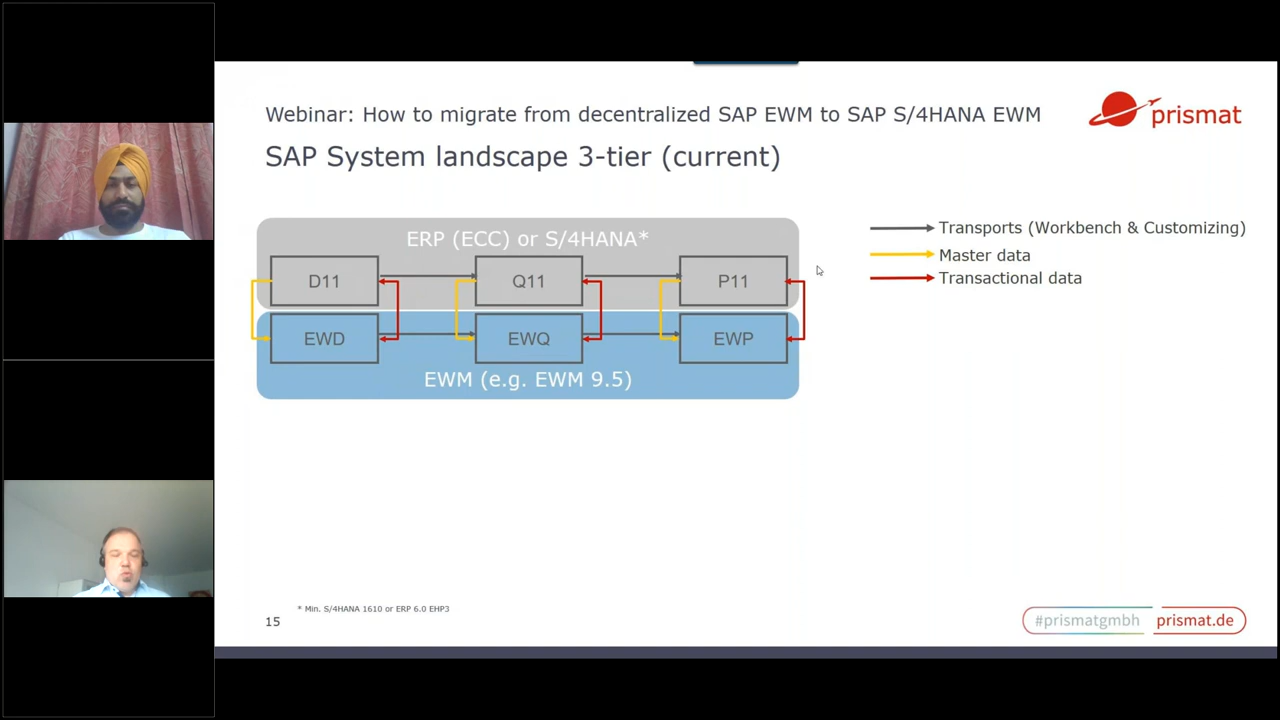 Webinar: How to migrate from decentralized SAP EWM to SAP S/4HANA EWM
prismat
SAP System landscape 3-tier (current)
ERP (ECC) or S/4HANA*
D11
Q11
P11
EWD
EWQ
EWP
EWM (e.g. EWM 9.5)
Transports (Workbench & Customizing)
Master data
Transactional data
* Min. S/4HANA 1610 or ERP 6.0 EHP3
15
#prismatgmbh prismat.de